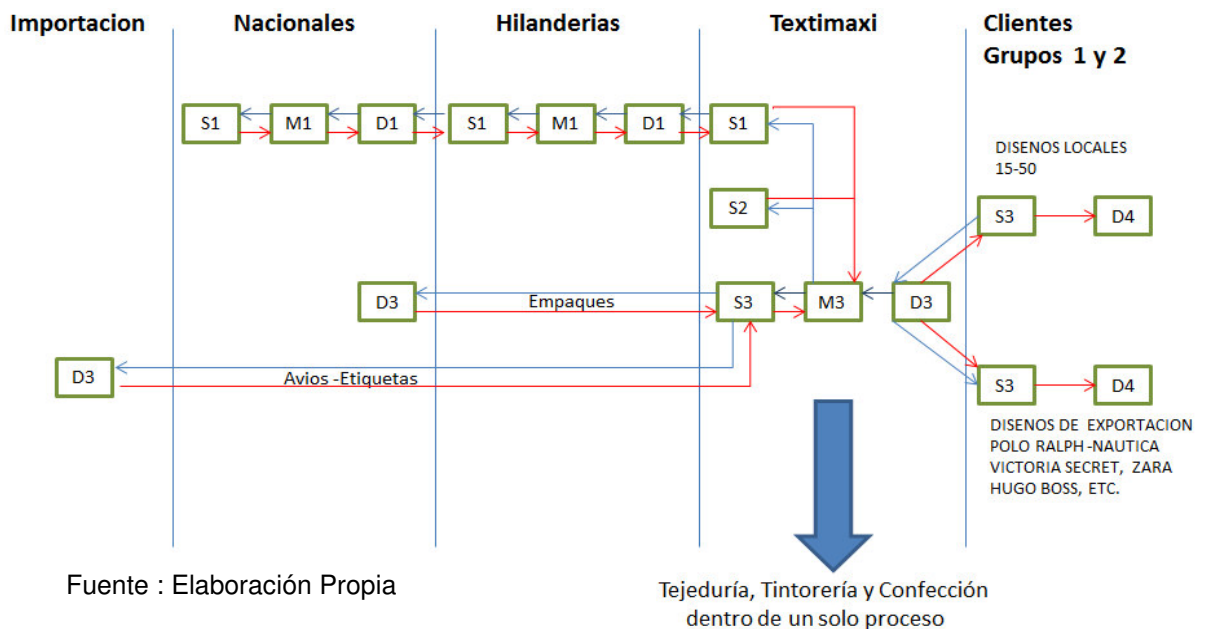 Importacion
Nacionales
Hilanderias
Textimaxi
Clientes
Grupos 1 y 2
S1
M1
D1
S1
M1
D1
S1
DISENOS LOCALES
15-50
S2
S3
D4
D3
Empaques
S3
M3
D3
D3
Avios -Etiquetas
S3
D4
DISENOS DE EXPORTACION
POLO RALPH -NAUTICA
VICTORIA SECRET, ZARA
HUGO BOSS, ETC.
Fuente : Elaboración Propia
Tejeduría, Tintorería y Confección
dentro de un solo proceso